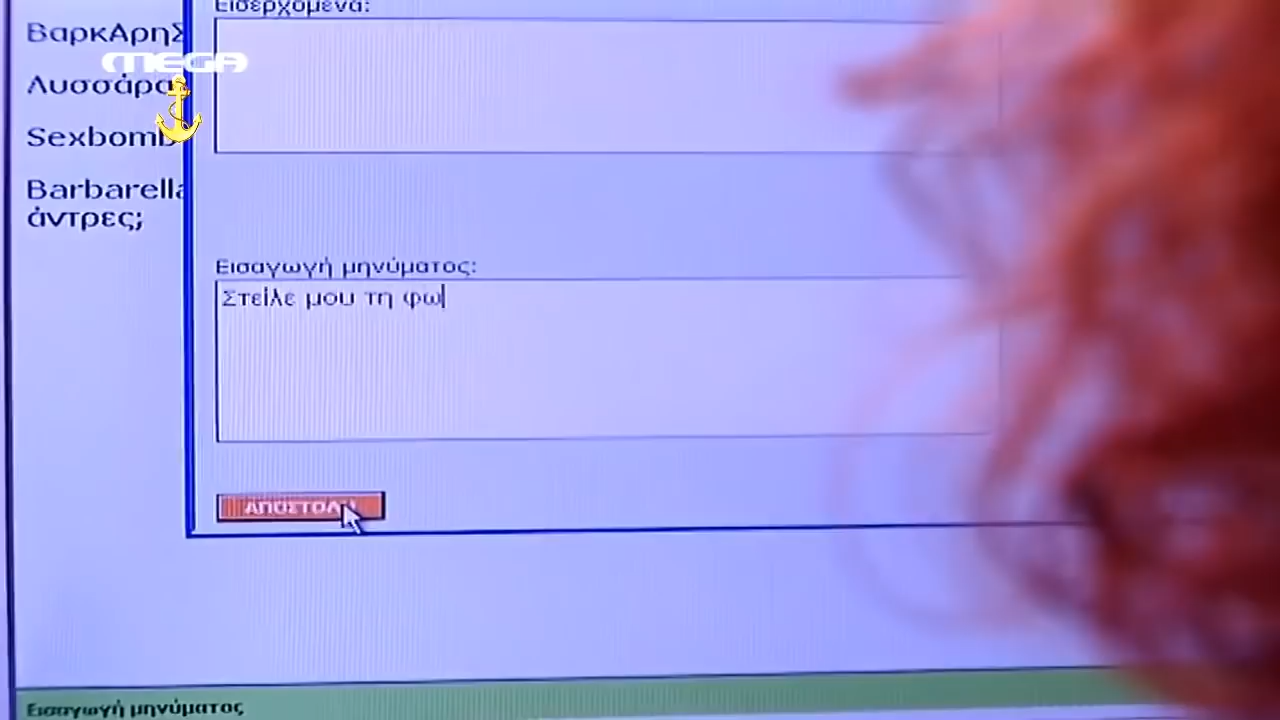 Εισερχόμενα:
ΒαρκΑρηΣ
MEGA
Λυσσάρα
Sexbomb
Barbarella
άντρες;
Εισαγωγή μηνύματος:
Στείλε μου τη φω
ΑΠΟΣΤΟΛΗ
Εισαγωγή μηνύματος